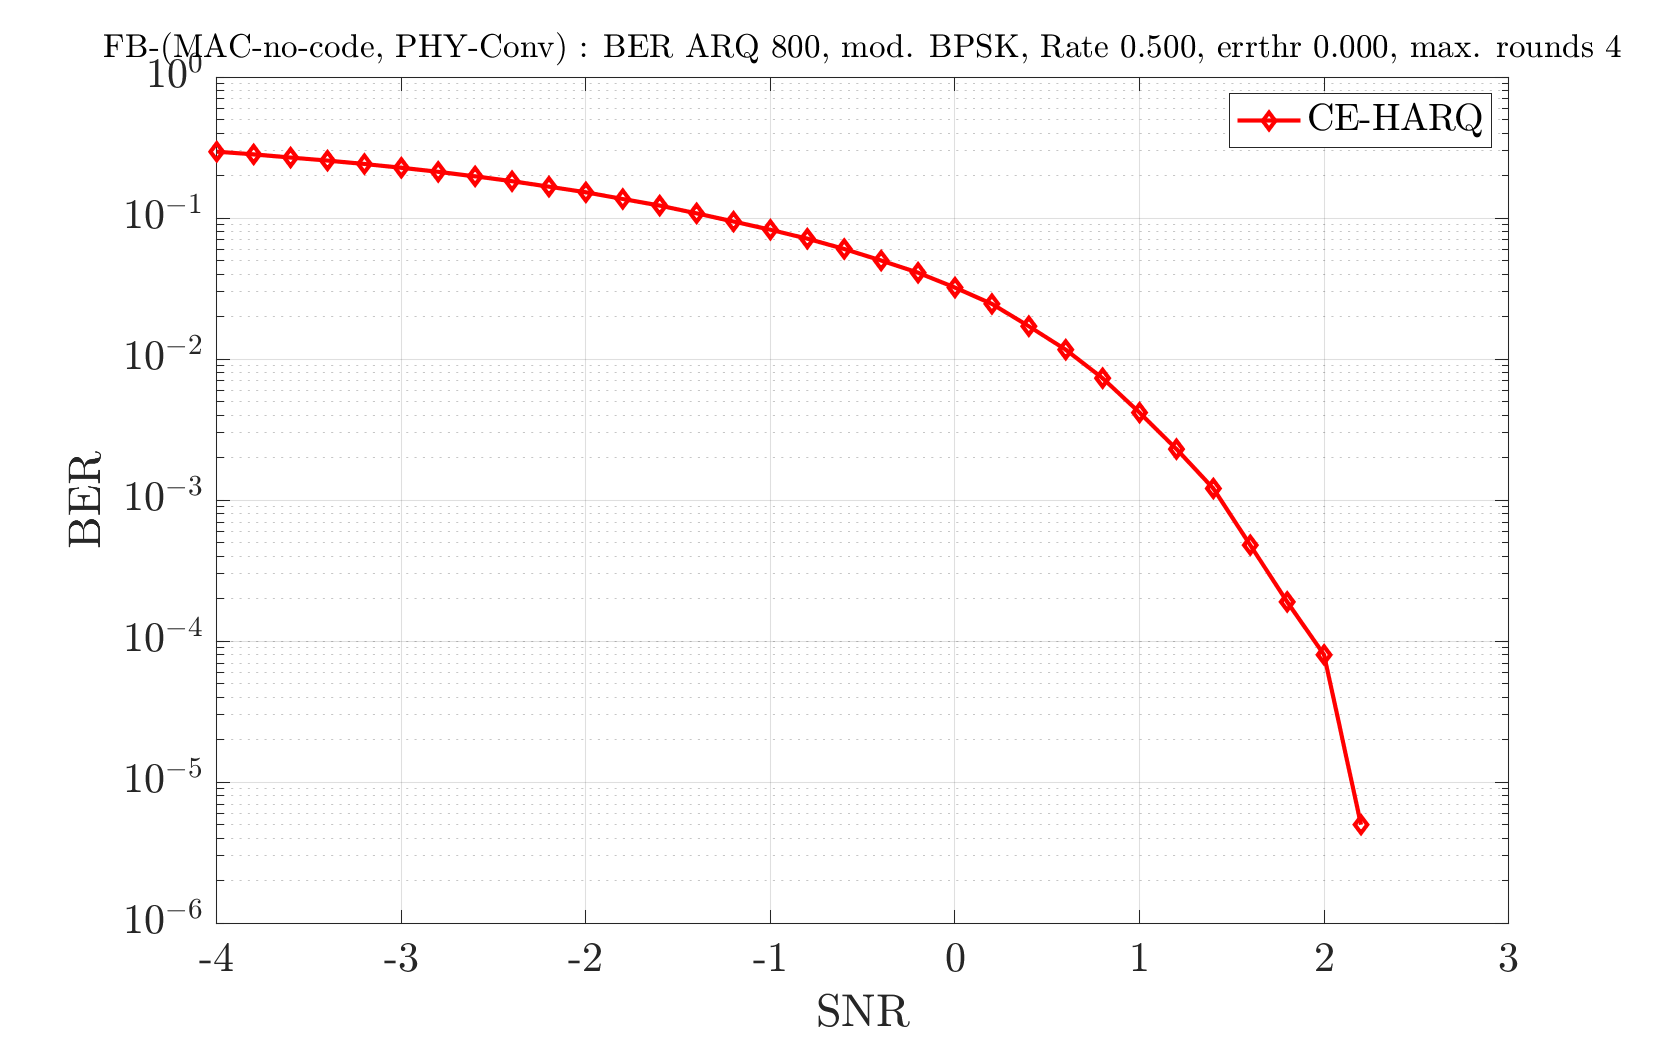 FB-(MAC-no-code, PHY-Conv) : BER ARQ 800, mod. BPSK, Rate 0.500, errthr 0.000, max. rounds 4
10^0
CE-HARQ
10^−1
10^−2
10^−3
10^−4
10^−5
10^−6
BER
-4 -3 -2 -1 0 1 2 3
SNR